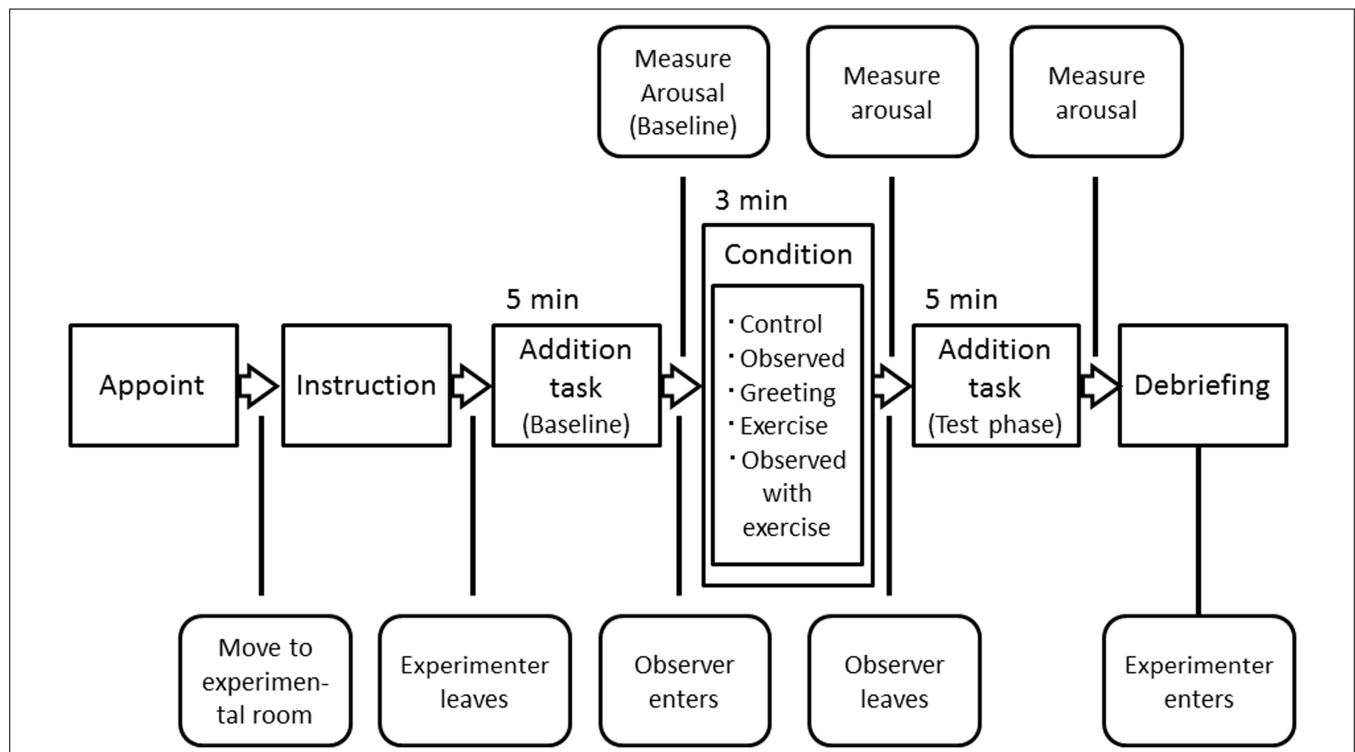 Measure
Arousal
(Baseline)
Measure
arousal
Measure
arousal
3 min
Condition
・Control
・Observed
・Greeting
・Exercise
・Observed
with
exercise
5 min
5 min
Appoint
Instruction
Addition
task
(Baseline)
Addition
task
(Test phase)
Debriefing
Move to
experimen-
tal room
Experimenter
leaves
Observer
enters
Observer
leaves
Experimenter
enters